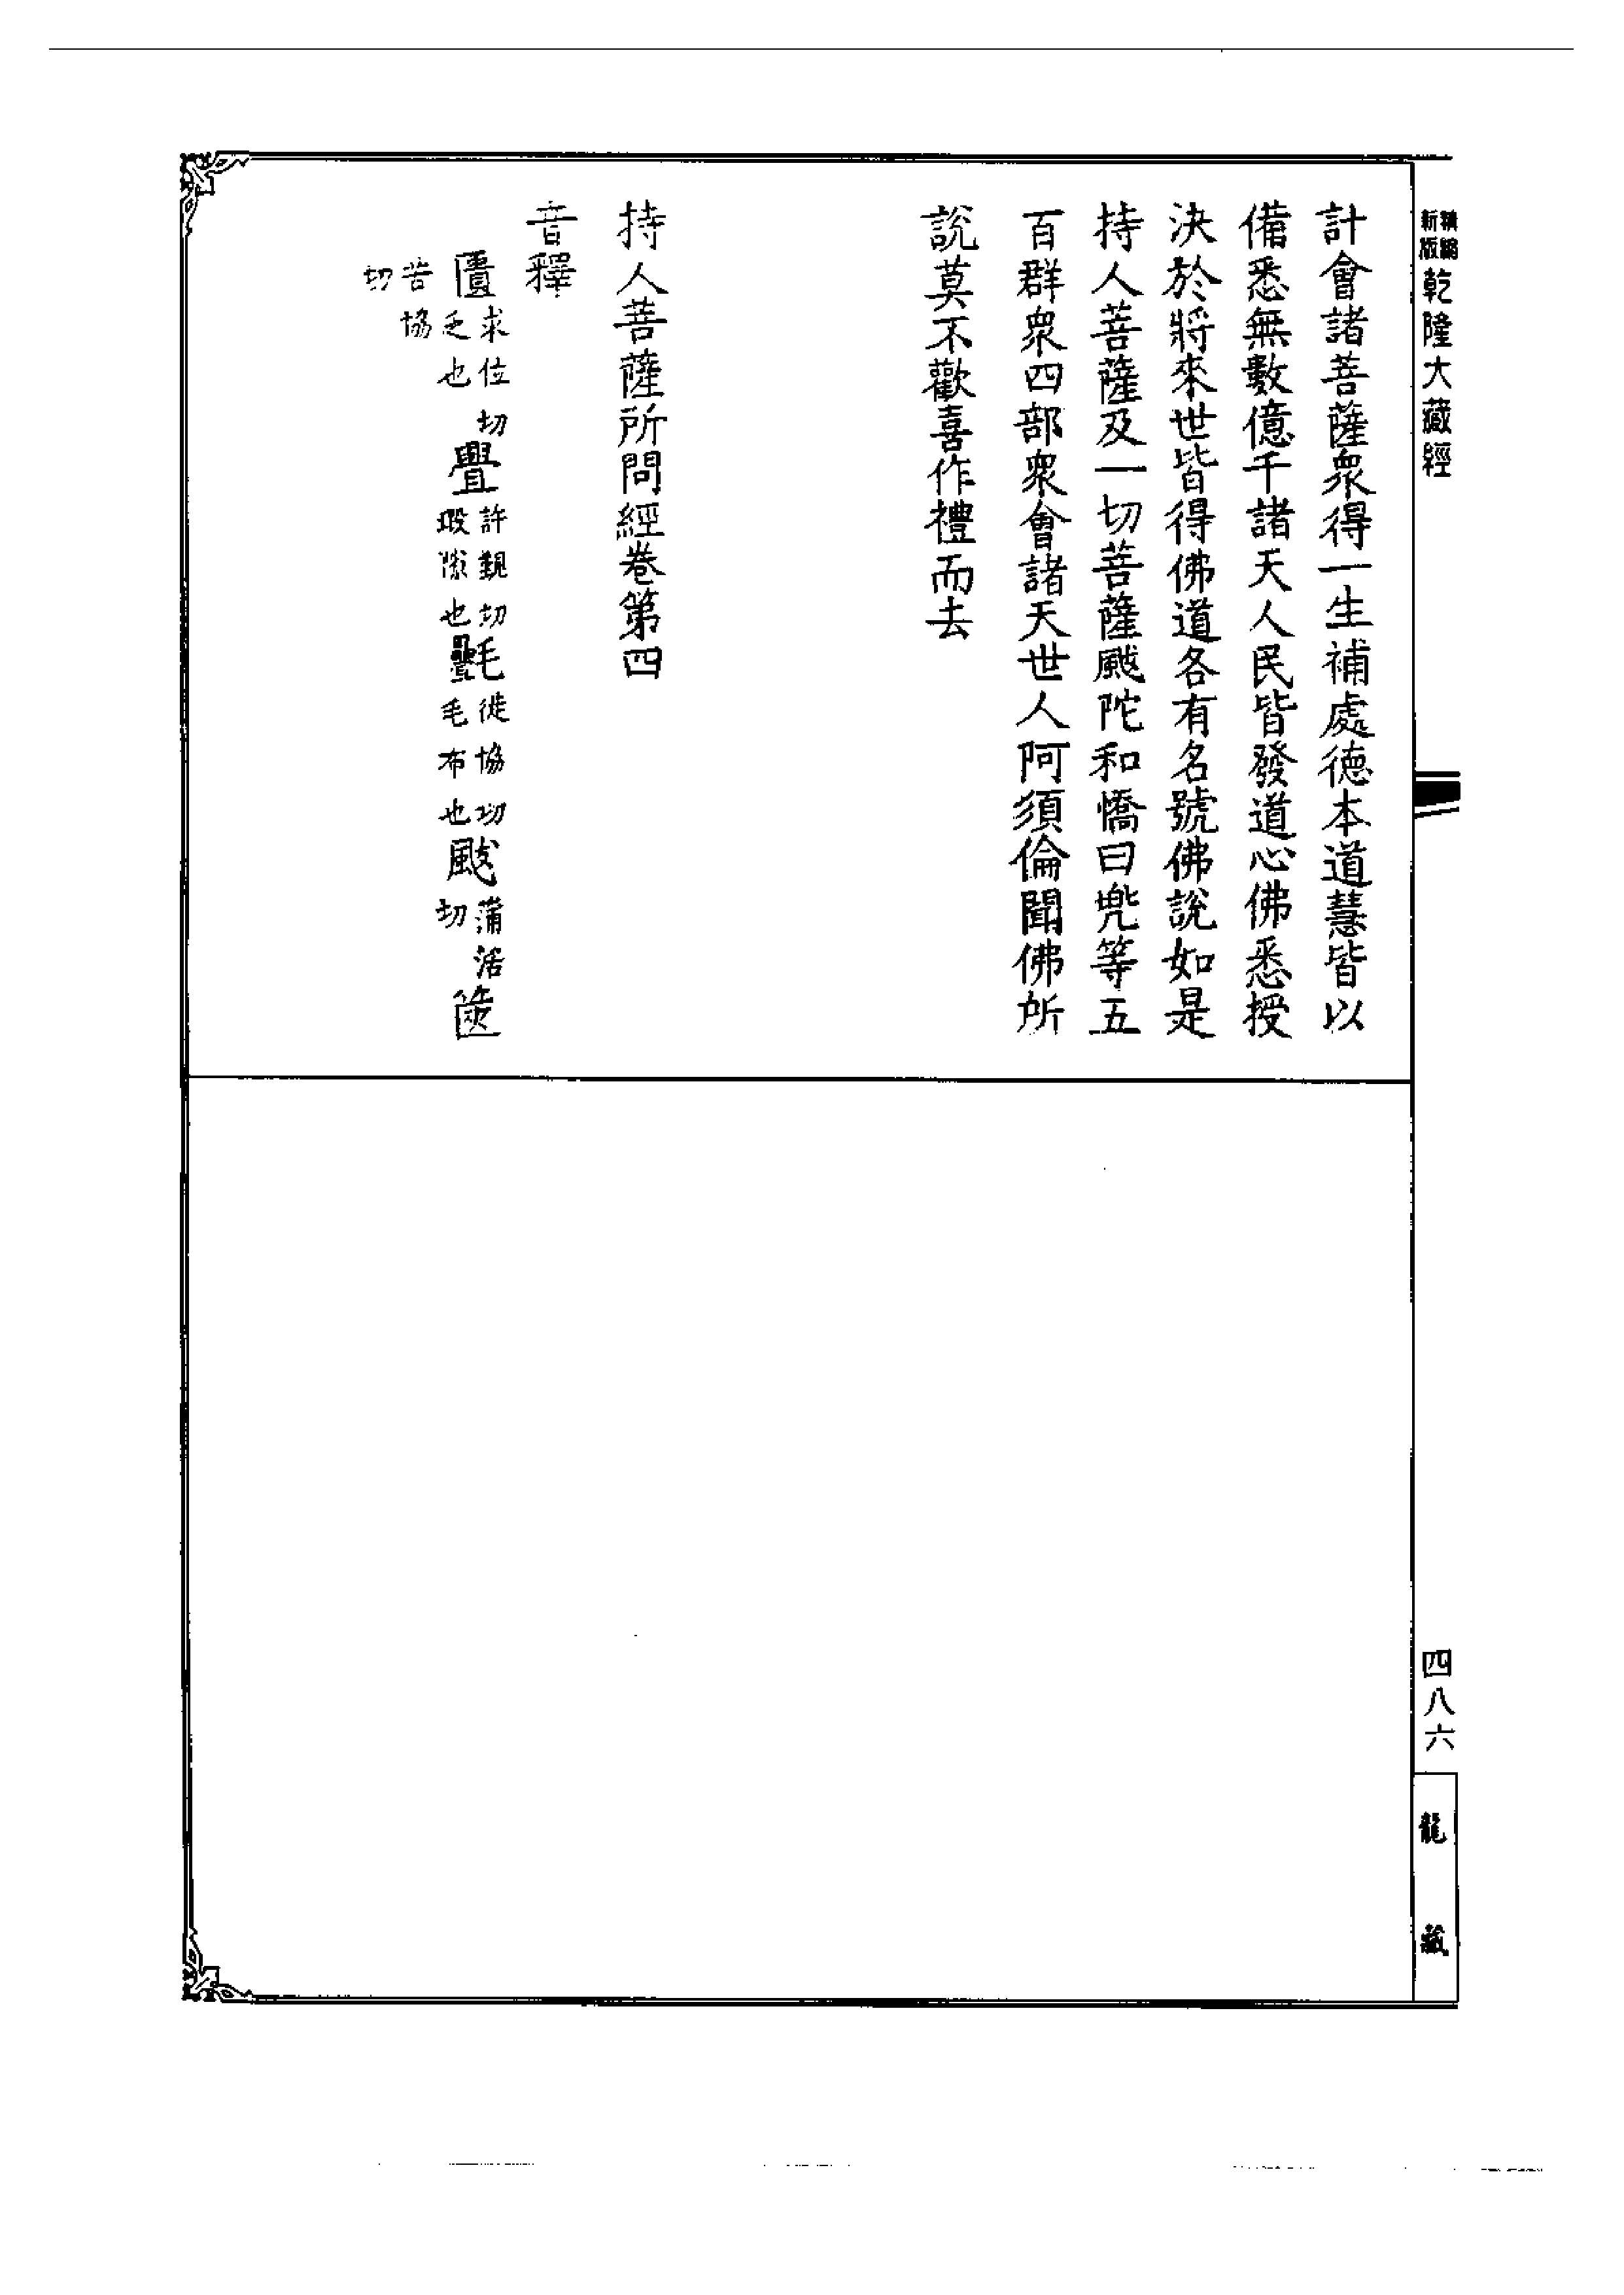 新版 精縮 乾隆大藏經
計會諸菩薩衆得一生補處德本道慧皆以
備悉無數億千諸天人民皆發道心佛悉授
決於將來世皆得佛道各有名號佛說如是
持人菩薩及一切菩薩颰陀和憍曰兜等五
百群衆四部衆會諸天世人阿須倫聞佛所
說莫不歡喜作禮而去
持人菩薩所問經卷第四
音釋
匱求位切乏也 舋許覲切瑕隙也 㲲徒協切毛布也 颰蒲活切 篋
苦協切
四八六
龍藏